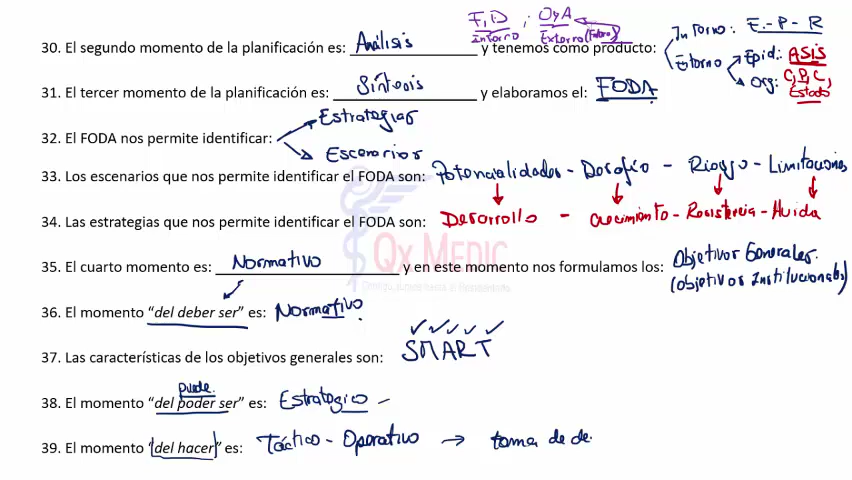 F, D ; O y A
Interno Externo (Futuro)
30. El segundo momento de la planificación es: Análisis y tenemos como producto: Interno: E - P - R
Entorno Epid.: ASIS
Org: C, P, C, Estado
31. El tercer momento de la planificación es: Síntesis y elaboramos el: FODA
32. El FODA nos permite identificar: Estrategias
Escenarios
33. Los escenarios que nos permite identificar el FODA son: Potencialidades - Desafío - Riesgo - Limitaciones
34. Las estrategias que nos permite identificar el FODA son: Desarrollo - Crecimiento - Resistencia - Huida
Qx MEDIC
35. El cuarto momento es: Normativo y en este momento nos formulamos los: Objetivos Generales.
(objetivos Institucionales)
36. El momento "del deber ser" es: Normativo
37. Las características de los objetivos generales son: SMART
puede
38. El momento "del poder ser" es: Estratégico
39. El momento "del hacer" es: Táctico - Operativo → toma de de